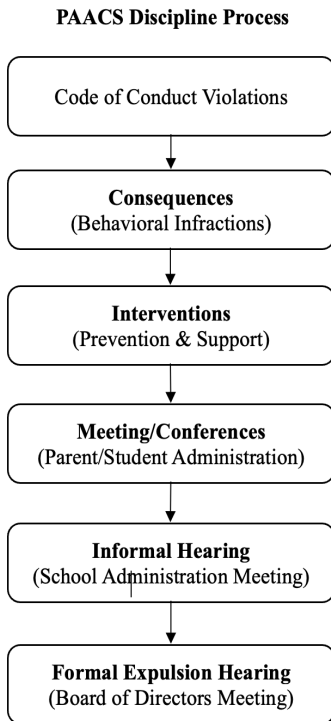 PAACS Discipline Process
Code of Conduct Violations
Consequences
(Behavioral Infractions)
Interventions
(Prevention & Support)
Meeting/Conferences
(Parent/Student Administration)
Informal Hearing
(School Administration Meeting)
Formal Expulsion Hearing
(Board of Directors Meeting)